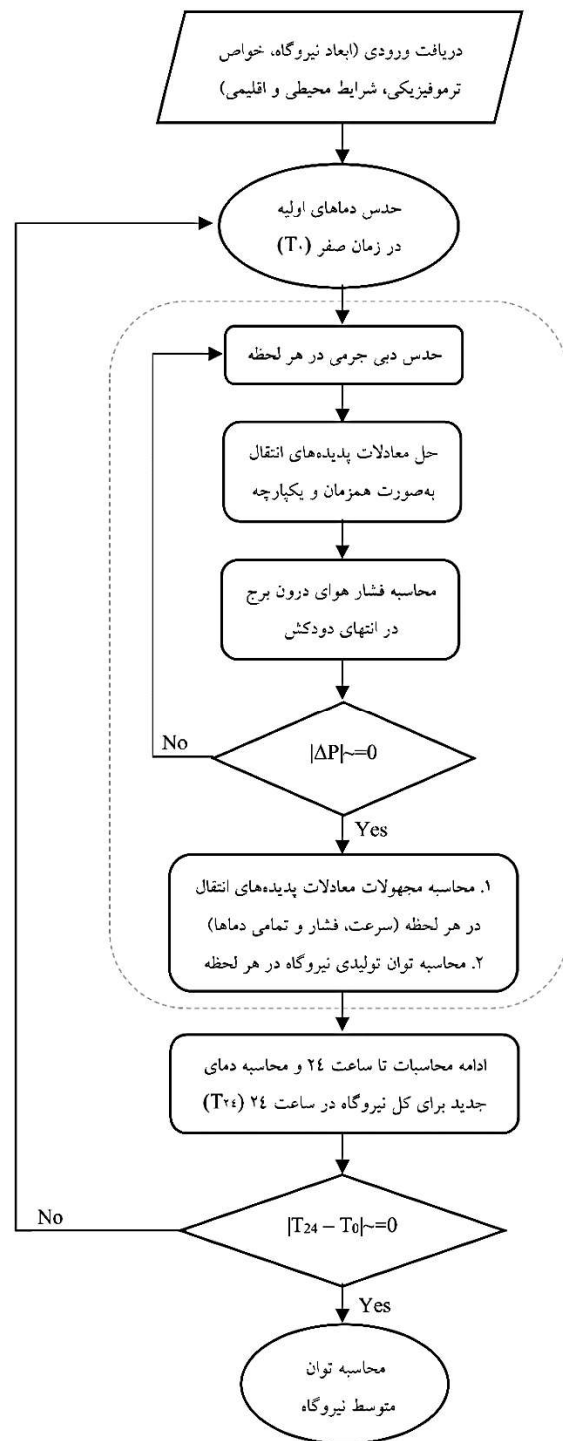 دریافت ورودی (ابعاد نیروگاه، خواص
ترموفیزیکی، شرایط محیطی و اقلیمی)
حدس دماهای اولیه
در زمان صفر (T۰)
حدس دبی جرمی در هر لحظه
حل معادلات پدیده‌های انتقال
به‌صورت همزمان و یکپارچه
محاسبه فشار هوای درون برج
در انتهای دودکش
|ΔP|~=0
No
Yes
۱. محاسبه مجهولات معادلات پدیده‌های انتقال
در هر لحظه (سرعت، فشار و تمامی دماها)
۲. محاسبه توان تولیدی نیروگاه در هر لحظه
ادامه محاسبات تا ساعت ۲٤ و محاسبه دمای
جدید برای کل نیروگاه در ساعت ۲٤ (T۲٤)
|T24 – T0|~=0
No
Yes
محاسبه توان
متوسط نیروگاه